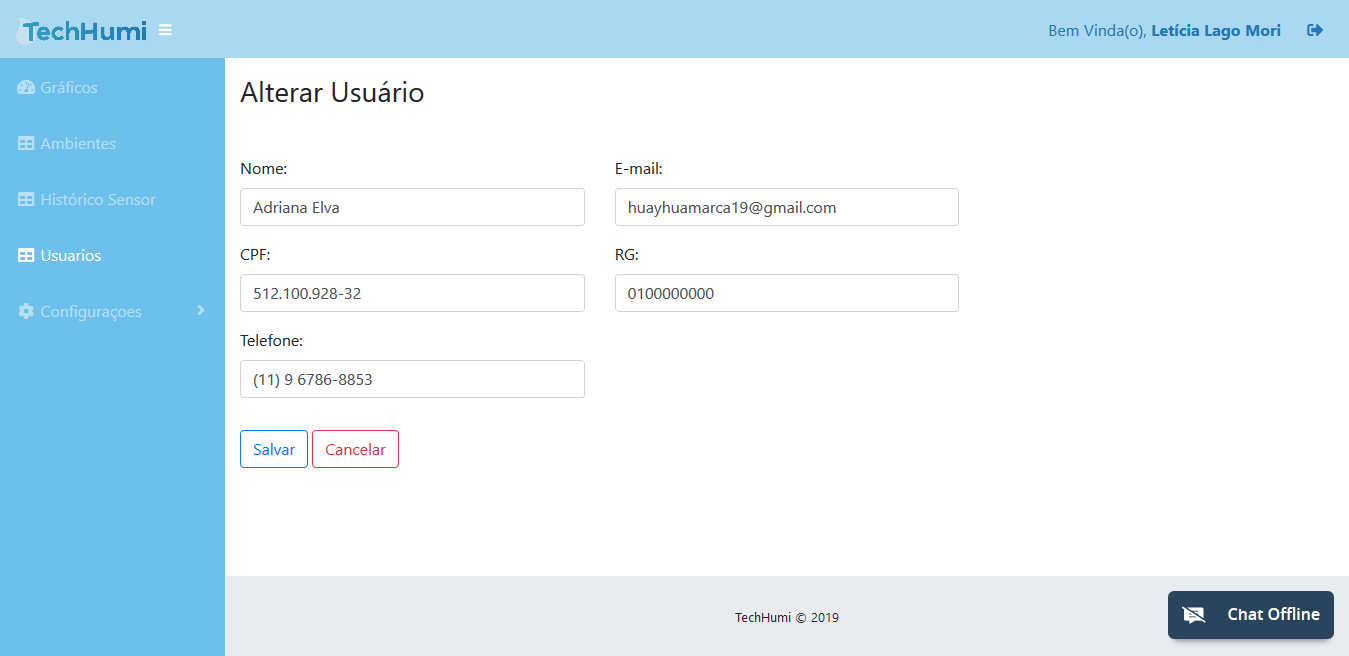 TechHumi
Bem Vinda(o), Letícia Lago Mori
Gráficos
Ambientes
Histórico Sensor
Usuarios
Configuraçoes
Alterar Usuário
Nome:
E-mail:
Adriana Elva
huayhuamarca19@gmail.com
CPF:
RG:
512.100.928-32
0100000000
Telefone:
(11) 9 6786-8853
Salvar
Cancelar
TechHumi © 2019
Chat Offline